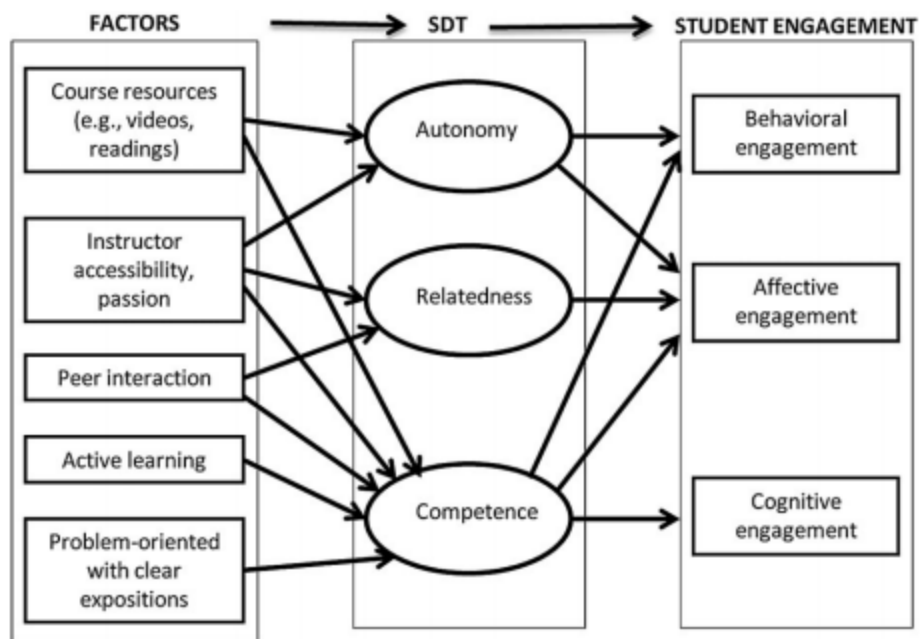 FACTORS
SDT
STUDENT ENGAGEMENT
Course resources
(e.g., videos,
readings)
Instructor
accessibility,
passion
Peer interaction
Active learning
Problem-oriented
with clear
expositions
Autonomy
Relatedness
Competence
Behavioral
engagement
Affective
engagement
Cognitive
engagement